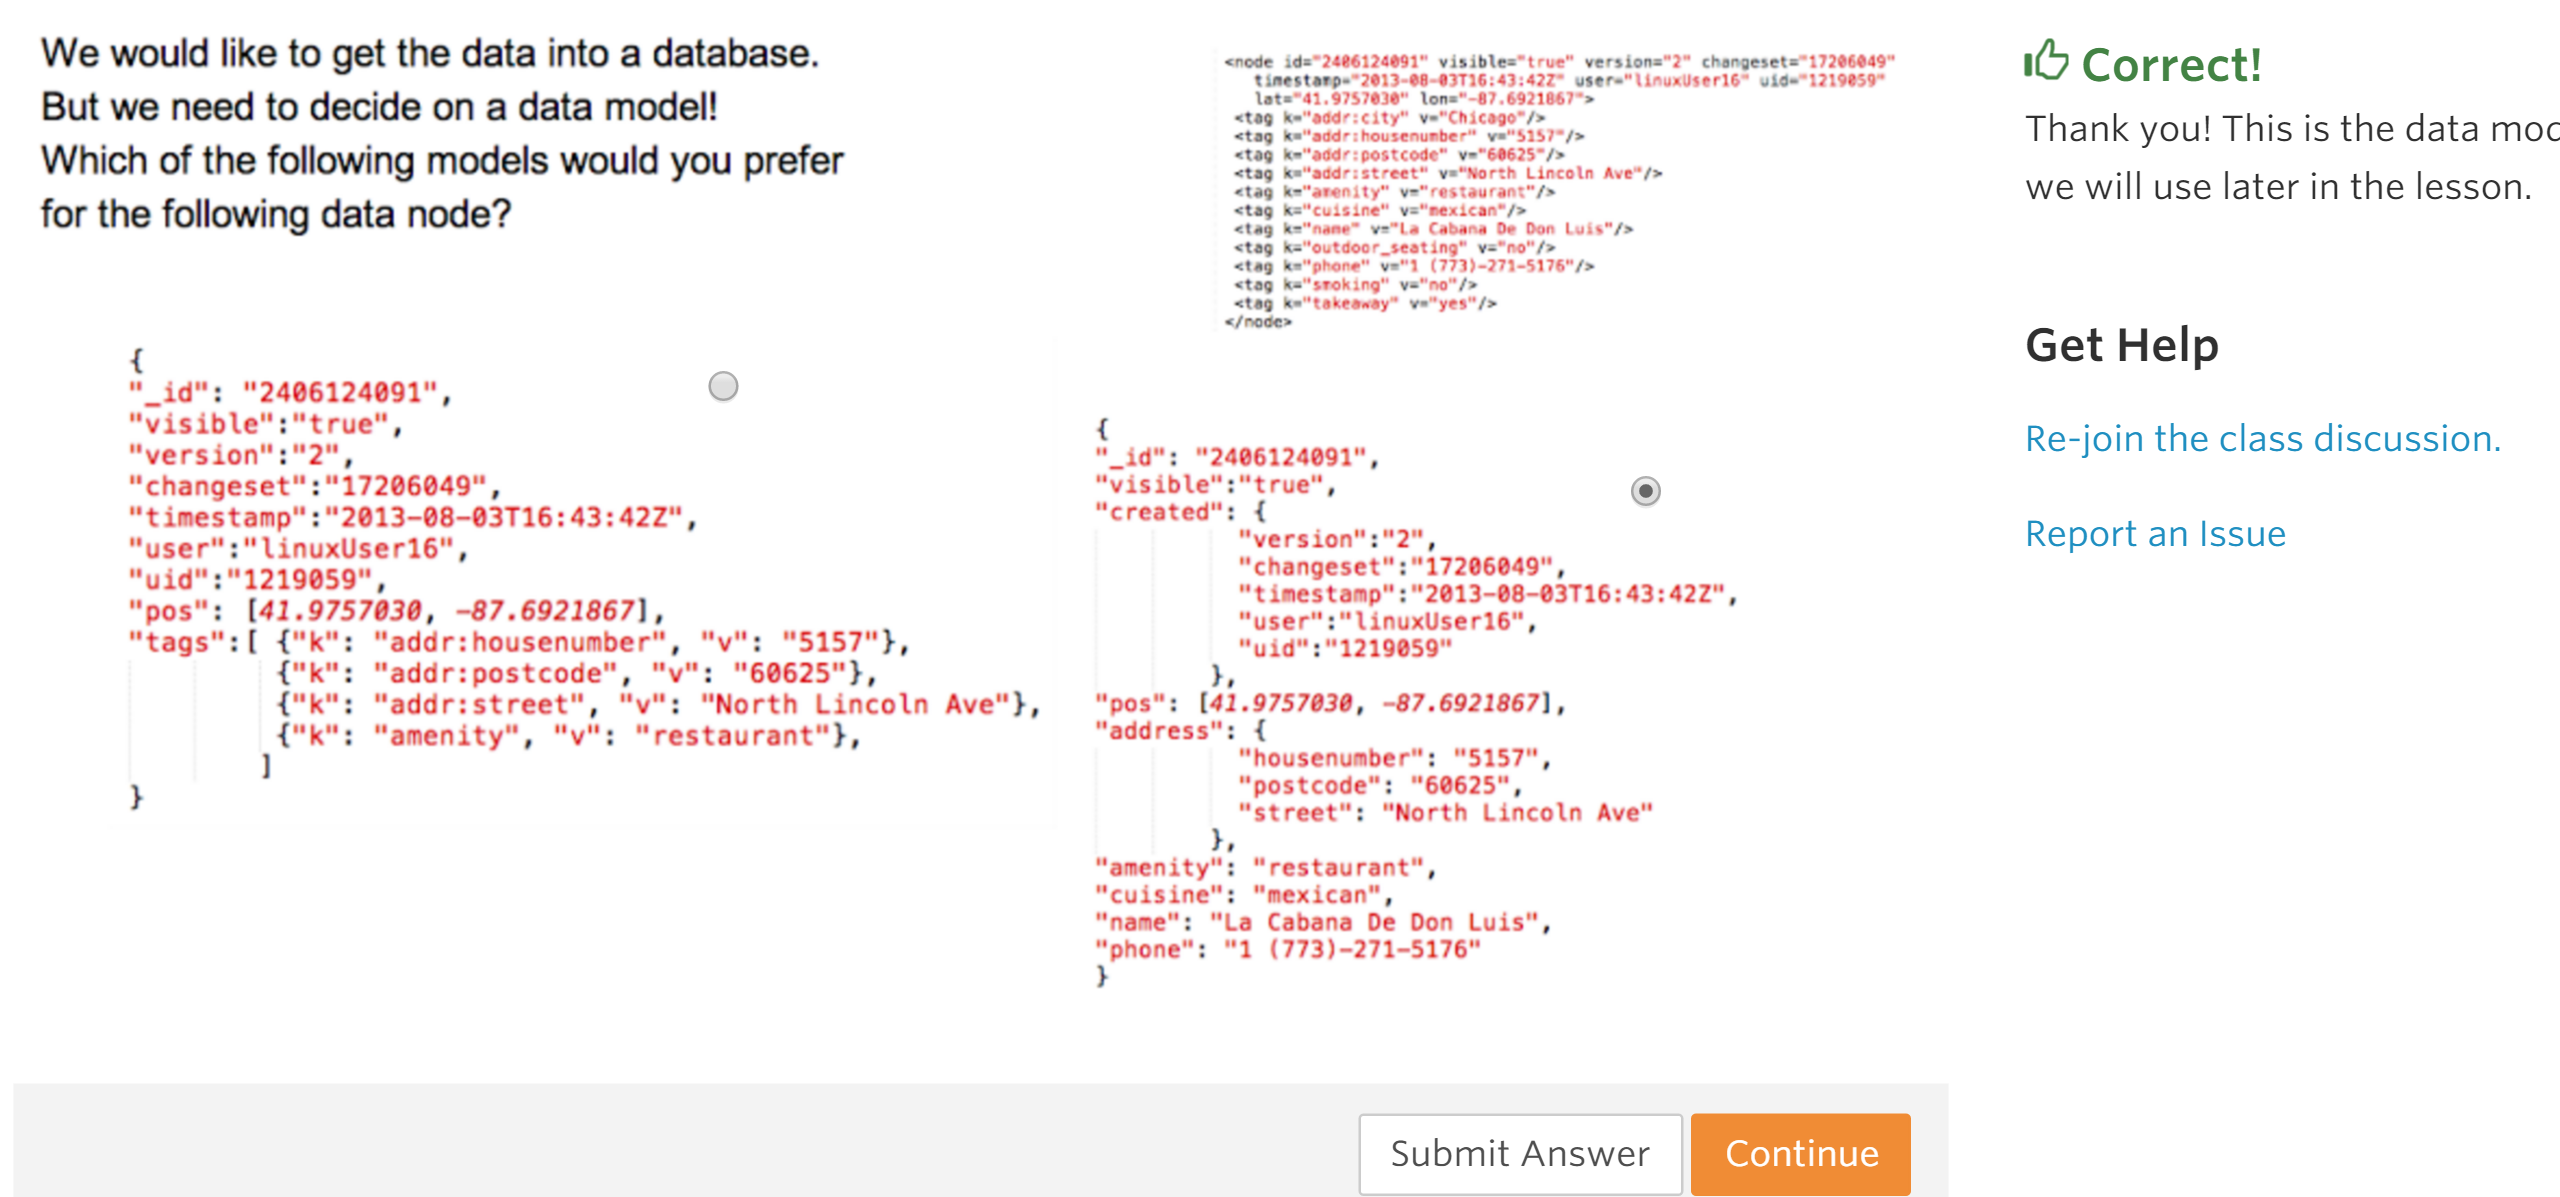 We would like to get the data into a database.
But we need to decide on a data model!
Which of the following models would you prefer
for the following data node?
<node id="2406124091" visible="true" version="2" changeset="17206049"
timestamp="2013-08-03T16:43:42Z" user="linuxUser16" uid="1219059"
lat="41.9757030" lon="-87.6921867">
<tag k="addr:city" v="Chicago"/>
<tag k="addr:housenumber" v="5157"/>
<tag k="addr:postcode" v="60625"/>
<tag k="addr:street" v="North Lincoln Ave"/>
<tag k="amenity" v="restaurant"/>
<tag k="cuisine" v="mexican"/>
<tag k="name" v="La Cabana De Don Luis"/>
<tag k="outdoor_seating" v="no"/>
<tag k="phone" v="1 (773)-271-5176"/>
<tag k="smoking" v="no"/>
<tag k="takeaway" v="yes"/>
</node>
{
"_id": "2406124091",
"visible":"true",
"version":"2",
"changeset":"17206049",
"timestamp":"2013-08-03T16:43:42Z",
"user":"linuxUser16",
"uid":"1219059",
"pos": [41.9757030, -87.6921867],
"tags":[ {"k": "addr:housenumber", "v": "5157"},
{"k": "addr:postcode", "v": "60625"},
{"k": "addr:street", "v": "North Lincoln Ave"},
{"k": "amenity", "v": "restaurant"},
]
}
{
"_id": "2406124091",
"visible":"true",
"created": {
"version":"2",
"changeset":"17206049",
"timestamp":"2013-08-03T16:43:42Z",
"user":"linuxUser16",
"uid":"1219059"
},
"pos": [41.9757030, -87.6921867],
"address": {
"housenumber": "5157",
"postcode": "60625",
"street": "North Lincoln Ave"
},
"amenity": "restaurant",
"cuisine": "mexican",
"name": "La Cabana De Don Luis",
"phone": "1 (773)-271-5176"
}
Submit Answer
Continue
Correct!
Thank you! This is the data
we will use later in the lesson.
Get Help
Re-join the class discussion.
Report an Issue